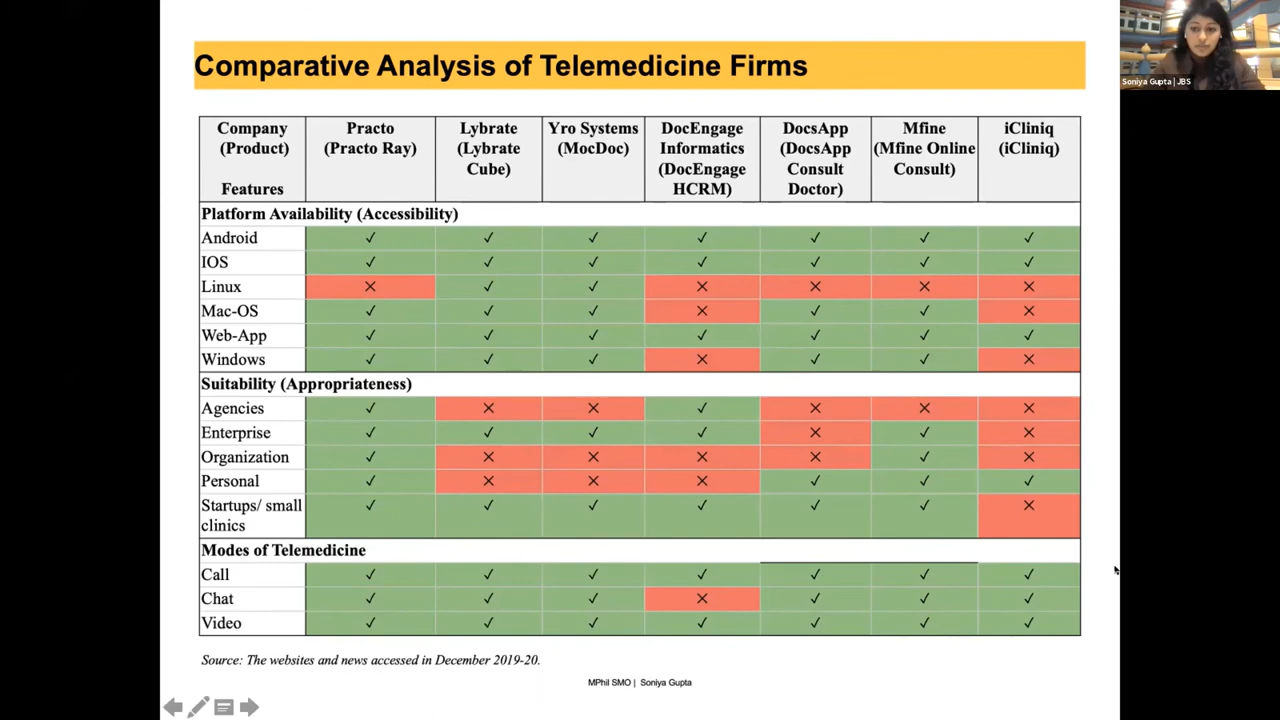 Comparative Analysis of Telemedicine Firms
Soniya Gupta | JBS
Company (Product) Features Practo (Practo Ray) Lybrate (Lybrate Cube) Yro Systems (MocDoc) DocEngage Informatics (DocEngage HCRM) DocsApp (DocsApp Consult Doctor) Mfine (Mfine Online Consult) iCliniq (iCliniq)
Platform Availability (Accessibility)
Android ✓ ✓ ✓ ✓ ✓ ✓ ✓
IOS ✓ ✓ ✓ ✓ ✓ ✓ ✓
Linux ✕ ✓ ✓ ✕ ✕ ✕ ✕
Mac-OS ✓ ✓ ✓ ✕ ✓ ✓ ✕
Web-App ✓ ✓ ✓ ✓ ✓ ✓ ✓
Windows ✓ ✓ ✓ ✕ ✓ ✓ ✕
Suitability (Appropriateness)
Agencies ✓ ✕ ✕ ✓ ✕ ✕ ✕
Enterprise ✓ ✓ ✓ ✓ ✕ ✓ ✕
Organization ✓ ✕ ✕ ✕ ✕ ✓ ✕
Personal ✓ ✕ ✕ ✕ ✓ ✓ ✓
Startups/ small clinics ✓ ✓ ✓ ✓ ✓ ✓ ✕
Modes of Telemedicine
Call ✓ ✓ ✓ ✓ ✓ ✓ ✓
Chat ✓ ✓ ✓ ✕ ✓ ✓ ✓
Video ✓ ✓ ✓ ✓ ✓ ✓ ✓
Source: The websites and news accessed in December 2019-20.
MPhil SMO | Soniya Gupta